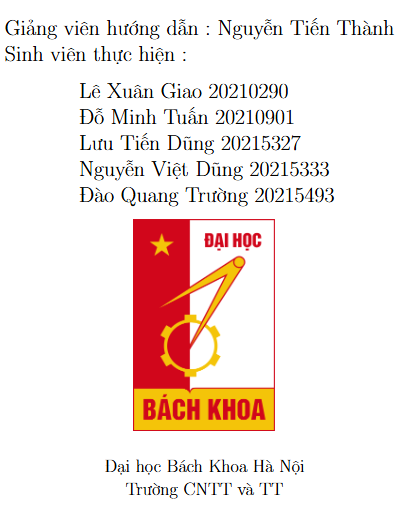 Giảng viên hướng dẫn : Nguyễn Tiến Thành
Sinh viên thực hiện :
Lê Xuân Giao 20210290
Đỗ Minh Tuấn 20210901
Lưu Tiến Dũng 20215327
Nguyễn Việt Dũng 20215333
Đào Quang Trường 20215493
ĐẠI HỌC
BÁCH KHOA
Đại học Bách Khoa Hà Nội
Trường CNTT và TT